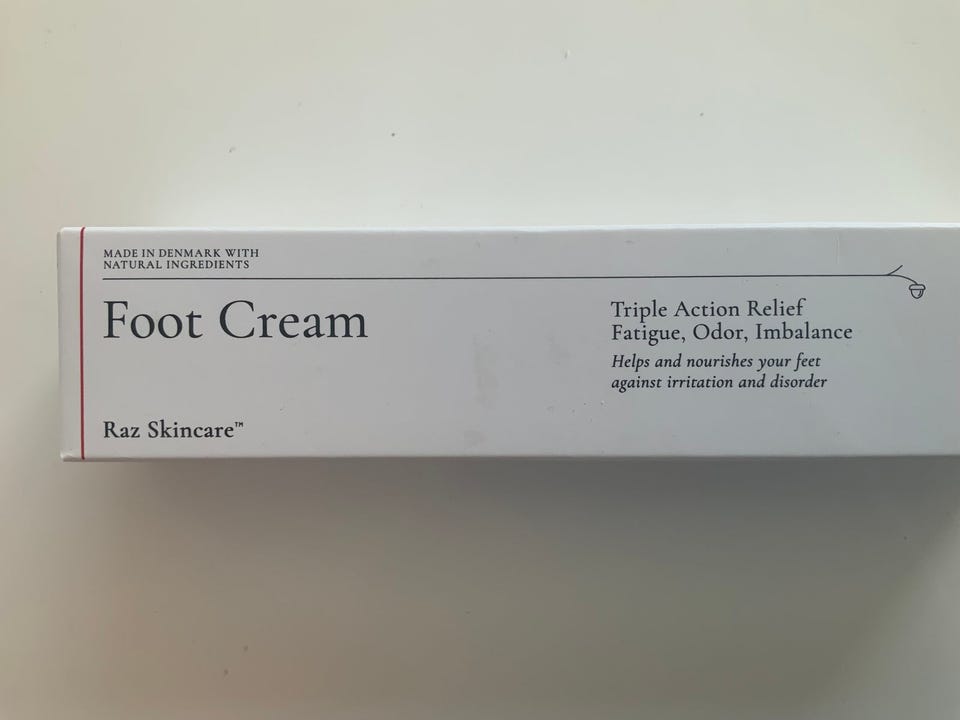 MADE IN DENMARK WITH
NATURAL INGREDIENTS
Foot Cream
Raz Skincare™
Triple Action Relief
Fatigue, Odor, Imbalance
Helps and nourishes your feet
against irritation and disorder